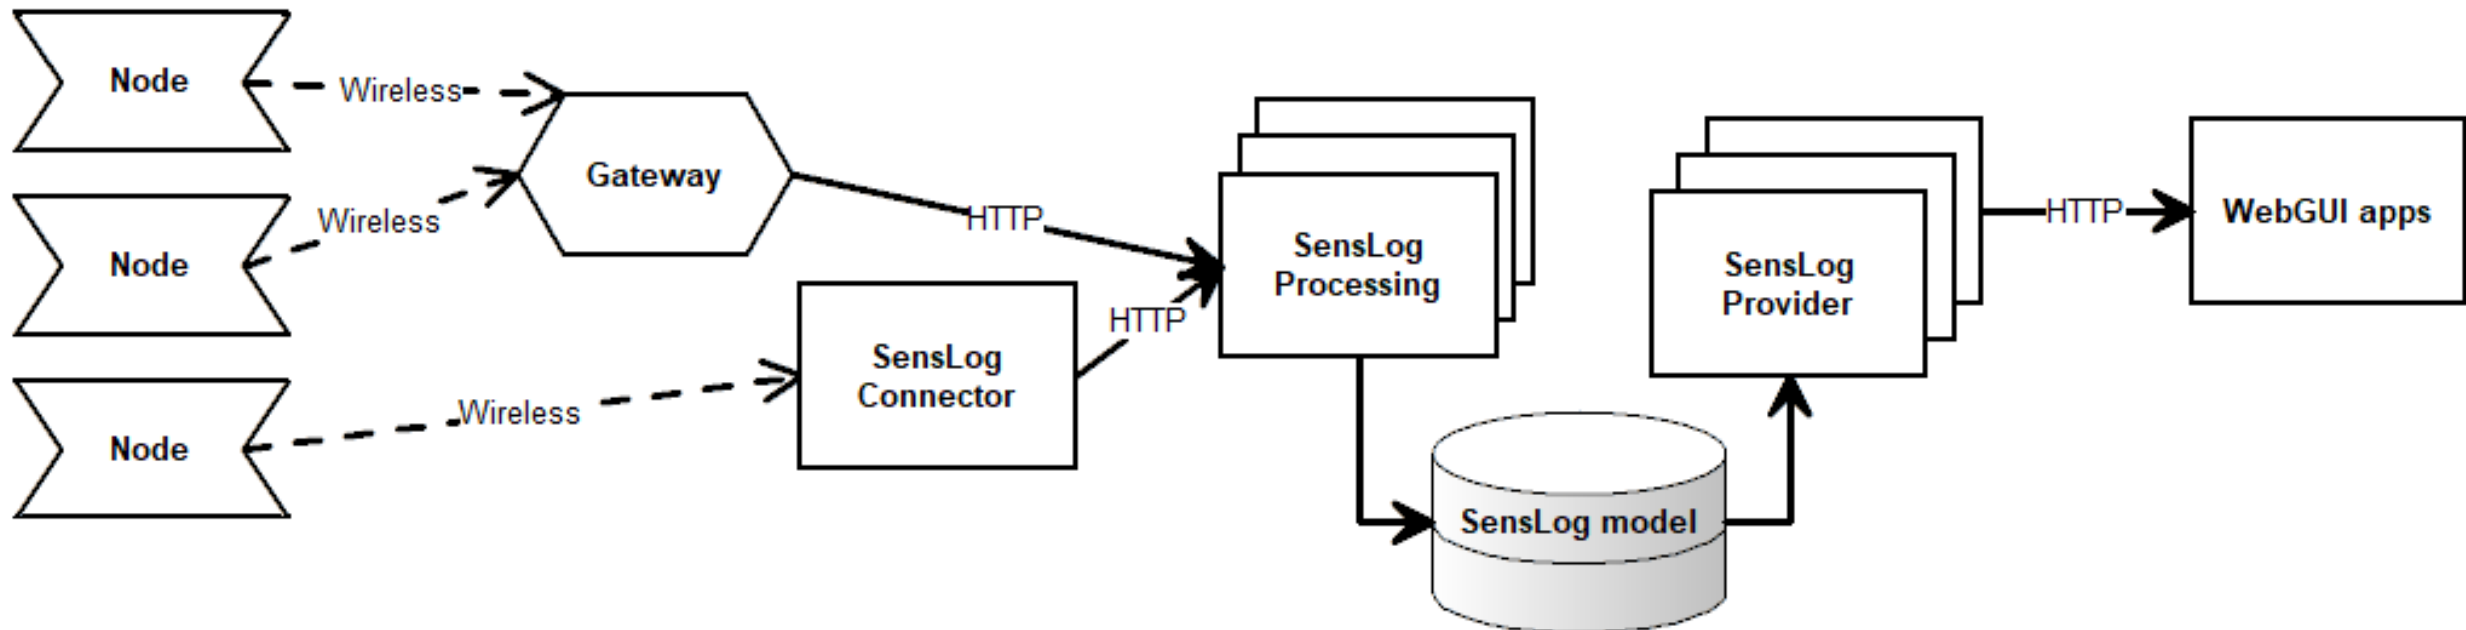 Node
Wireless
Gateway
Node
Wireless
HTTP
SensLog
Processing
SensLog
Provider
HTTP
WebGUI apps
Node
Wireless
SensLog
Connector
HTTP
SensLog model